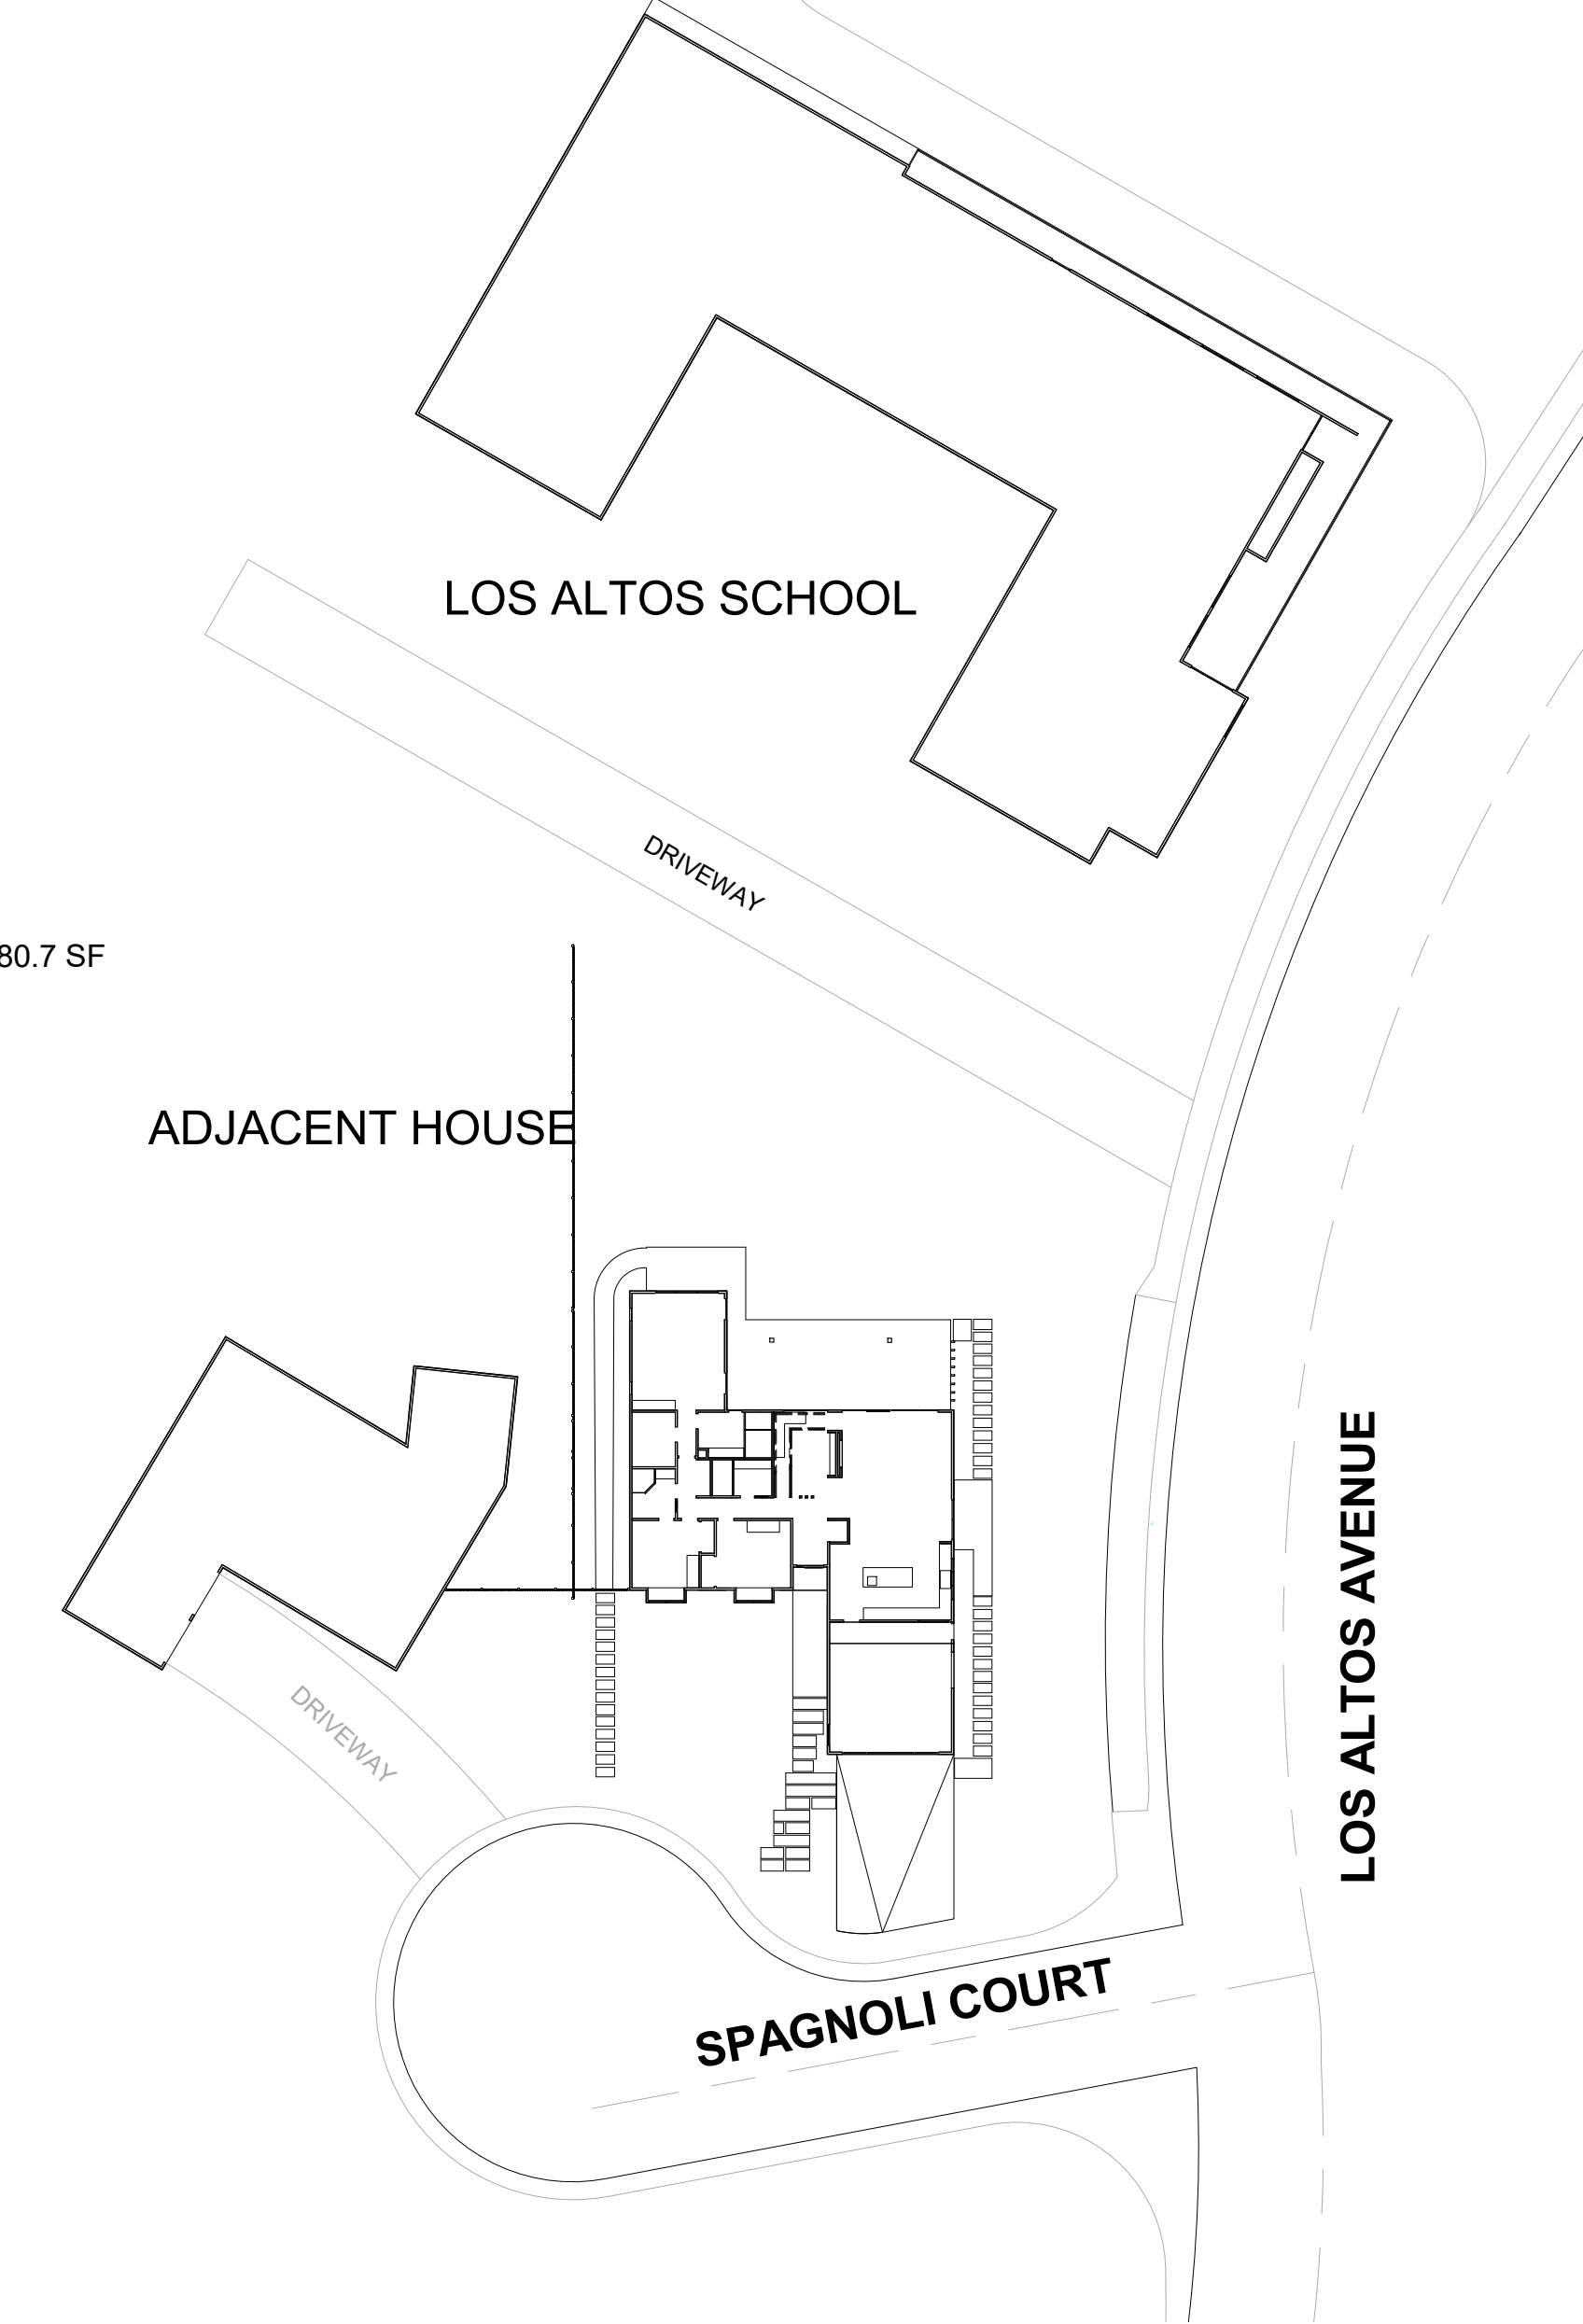 LOS ALTOS SCHOOL
DRIVEWAY
80.7 SF
ADJACENT HOUSE
LOS ALTOS AVENUE
DRIVEWAY
SPAGNOLI COURT